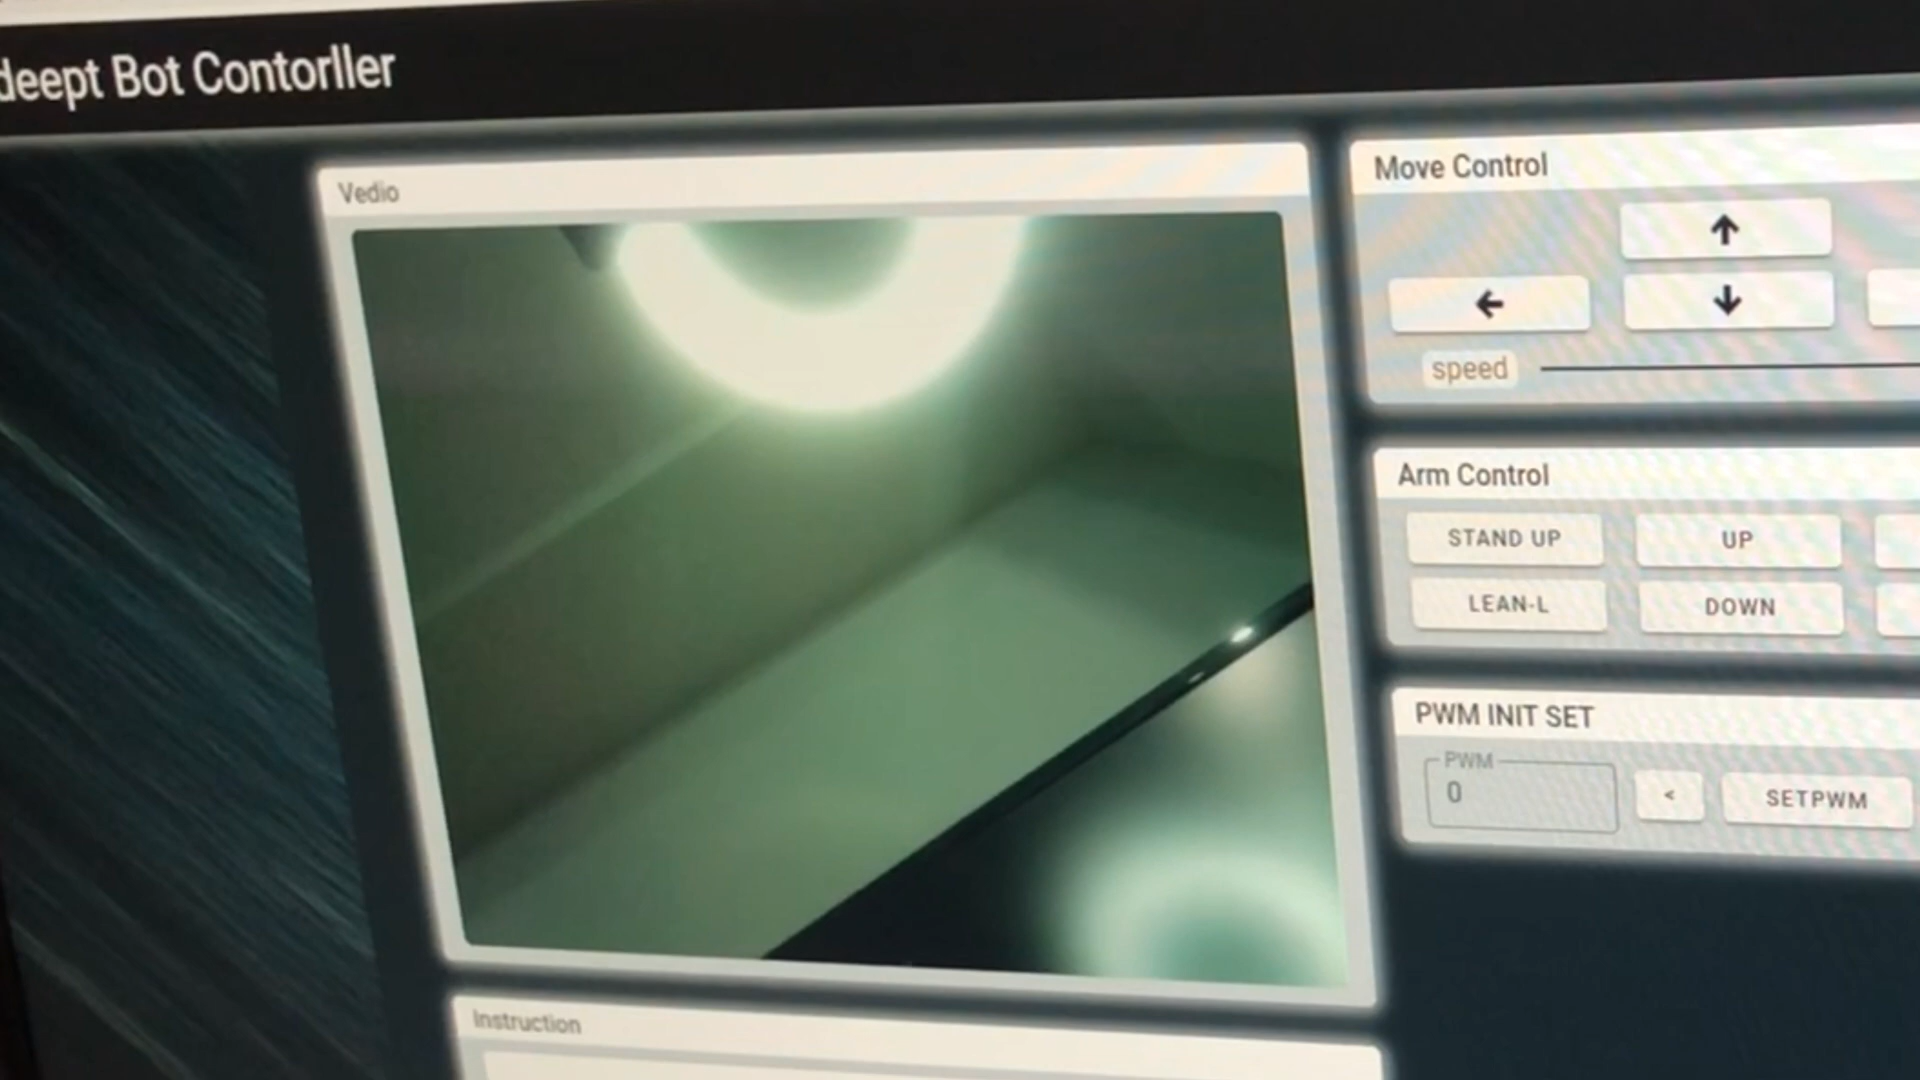 deept Bot Contorller
Vedio
Move Control
speed
Arm Control
STAND UP
UP
LEAN-L
DOWN
PWM INIT SET
PWM
0
<
SETPWM
Instruction